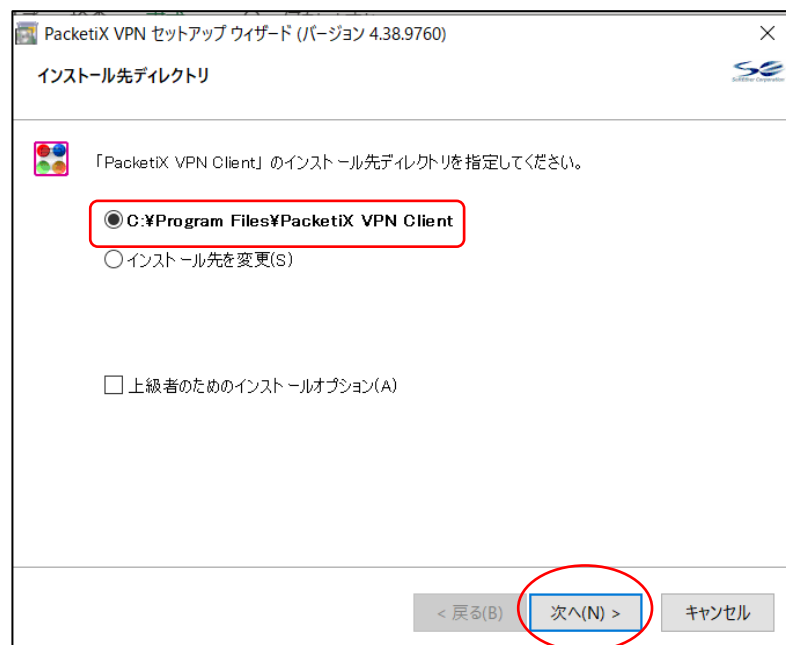 PacketiX VPN セットアップ ウィザード (バージョン 4.38.9760)
インストール先ディレクトリ
SoftEther Corporation
「PacketiX VPN Client」のインストール先ディレクトリを指定してください。
C:¥Program Files¥PacketiX VPN Client
インストール先を変更(S)
上級者のためのインストールオプション(A)
< 戻る(B)
次へ(N) >
キャンセル